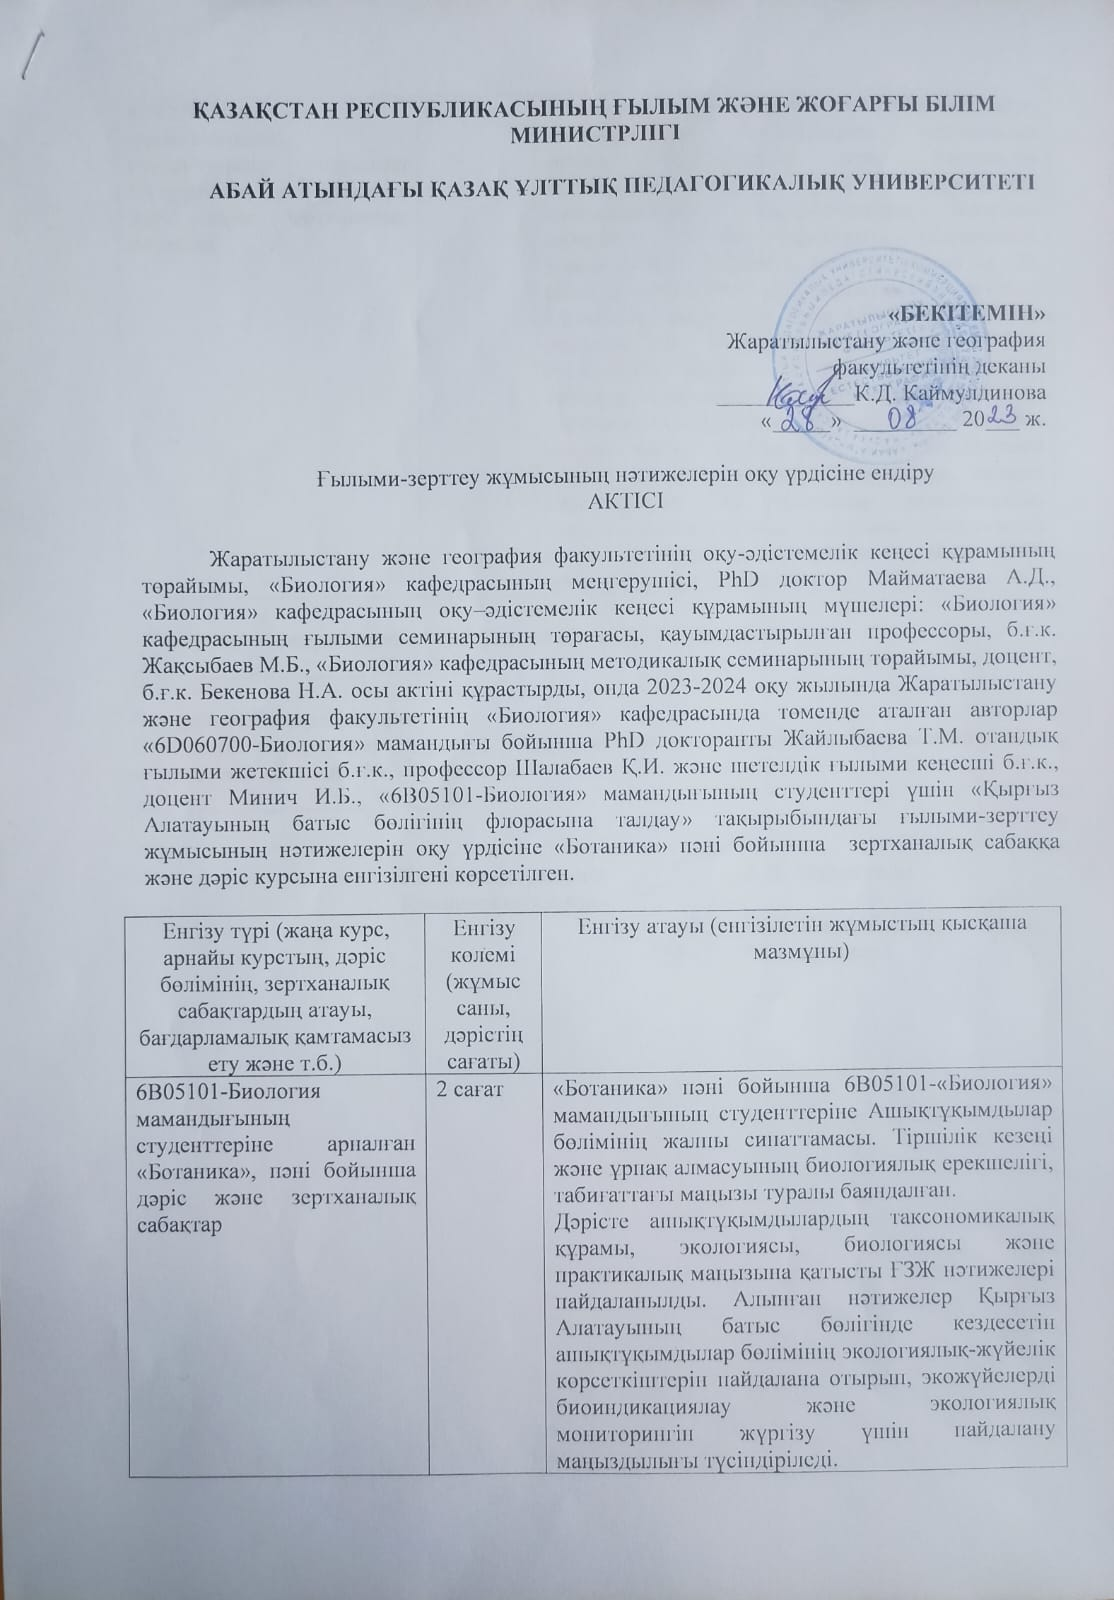 ҚАЗАҚСТАН РЕСПУБЛИКАСЫНЫҢ ҒЫЛЫМ ЖӘНЕ ЖОҒАРҒЫ БІЛІМ
МИНИСТРЛІГІ
АБАЙ АТЫНДАҒЫ ҚАЗАҚ ҰЛТТЫҚ ПЕДАГОГИКАЛЫҚ УНИВЕРСИТЕТІ
«БЕКІТЕМІН»
Жаратылыстану және география
факультетінің деканы
К.Д. Каймулдинова
«28» 08 2023 ж.
Ғылыми-зерттеу жұмысының нәтижелерін оқу үрдісіне ендіру
АКТІСІ
Жаратылыстану және география факультетінің оқу-әдістемелік кеңесі құрамының
төрайымы, «Биология» кафедрасының меңгерушісі, PhD доктор Майматаева А.Д.,
«Биология» кафедрасының оқу–әдістемелік кеңесі құрамының мүшелері: «Биология»
кафедрасының ғылыми семинарының төрағасы, қауымдастырылған профессоры, б.ғ.к.
Жақсыбаев М.Б., «Биология» кафедрасының методикалық семинарының төрайымы, доцент,
б.ғ.к. Бекенова Н.А. осы актіні құрастырды, онда 2023-2024 оқу жылында Жаратылыстану
және география факультетінің «Биология» кафедрасында төменде аталған авторлар
«6D060700-Биология» мамандығы бойынша PhD докторанты Жайлыбаева Т.М. отандық
ғылыми жетекшісі б.ғ.к., профессор Шалабаев Қ.И. және шетелдік ғылыми кеңесші б.ғ.к.,
доцент Минич И.Б., «6В05101-Биология» мамандығының студенттері үшін «Қырғыз
Алатауының батыс бөлігінің флорасына талдау» тақырыбындағы ғылыми-зерттеу
жұмысының нәтижелерін оқу үрдісіне «Ботаника» пәні бойынша зертханалық сабаққа
және дәріс курсына енгізілгені көрсетілген.
Енгізу түрі (жаңа курс,
арнайы курстың, дәріс
бөлімінің, зертханалық
сабақтардың атауы,
бағдарламалық қамтамасыз
ету және т.б.)
Енгізу
көлемі
(жұмыс
саны,
дәрістің
сағаты)
Енгізу атауы (енгізілетін жұмыстың қысқаша
мазмұны)
6В05101-Биология
мамандығының
студенттеріне арналған
«Ботаника», пәні бойынша
дәріс және зертханалық
сабақтар
2 сағат
«Ботаника» пәні бойынша 6В05101-«Биология»
мамандығының студенттеріне Ашықтұқымдылар
бөлімінің жалпы сипаттамасы. Тіршілік кезеңі
және ұрпақ алмасуының биологиялық ерекшелігі,
табиғаттағы маңызы туралы баяндалған.
Дәрісте ашықтұқымдылардың таксономикалық
құрамы, экологиясы, биологиясы және
практикалық маңызына қатысты ҒЗЖ нәтижелері
пайдаланылды. Алынған нәтижелер Қырғыз
Алатауының батыс бөлігінде кездесетін
ашықтұқымдылар бөлімінің экологиялық-жүйелік
көрсеткіштерін пайдалана отырып, экожүйелерді
биоиндикациялау және экологиялық
мониторингін жүргізу үшін пайдалану
маңыздылығы түсіндіріледі.